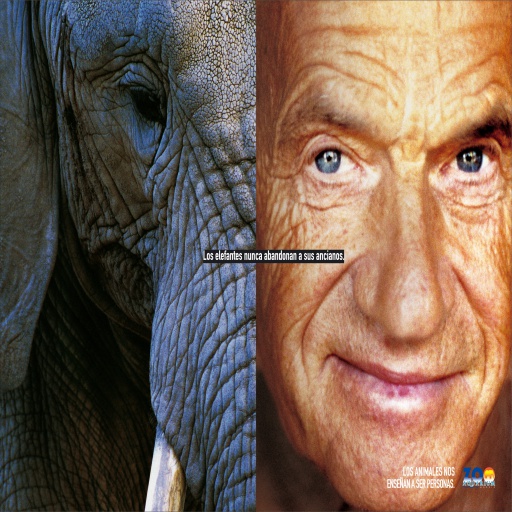 Los elefantes nunca abandonan a sus ancianos.
LOS ANIMALES NOS
ENSEÑAN A SER PERSONAS.
ZOO